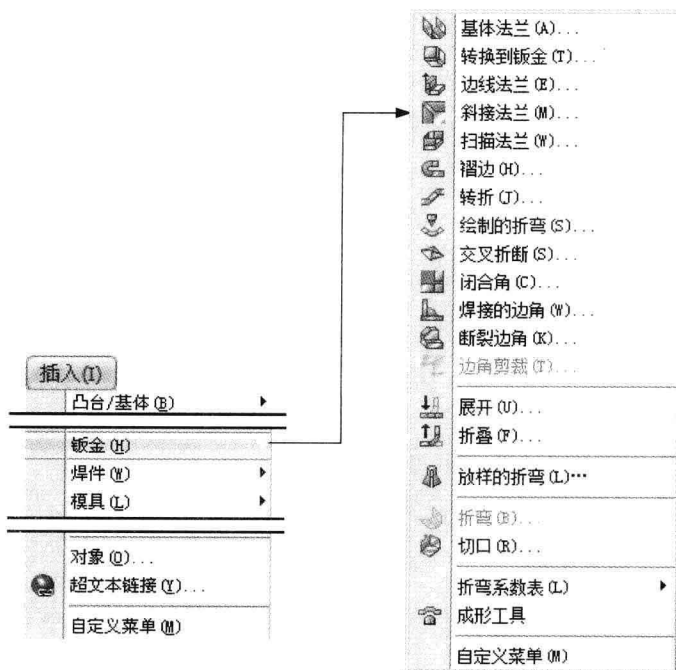 插入(I)
凸台/基体(B)
钣金(H)
焊件(W)
模具(L)
对象(O)...
超文本链接(Y)...
自定义菜单(M)
基体法兰(A)...
转换到钣金(T)...
边线法兰(E)...
斜接法兰(M)...
扫描法兰(W)...
褶边(H)...
转折(J)...
绘制的折弯(S)...
交叉折断(S)...
闭合角(C)...
焊接的边角(W)...
断裂边角(K)...
边角剪裁(T)...
展开(U)...
折叠(F)...
放样的折弯(L)⋯
折弯(B)...
切口(R)...
折弯系数表(L)
成形工具
自定义菜单(M)